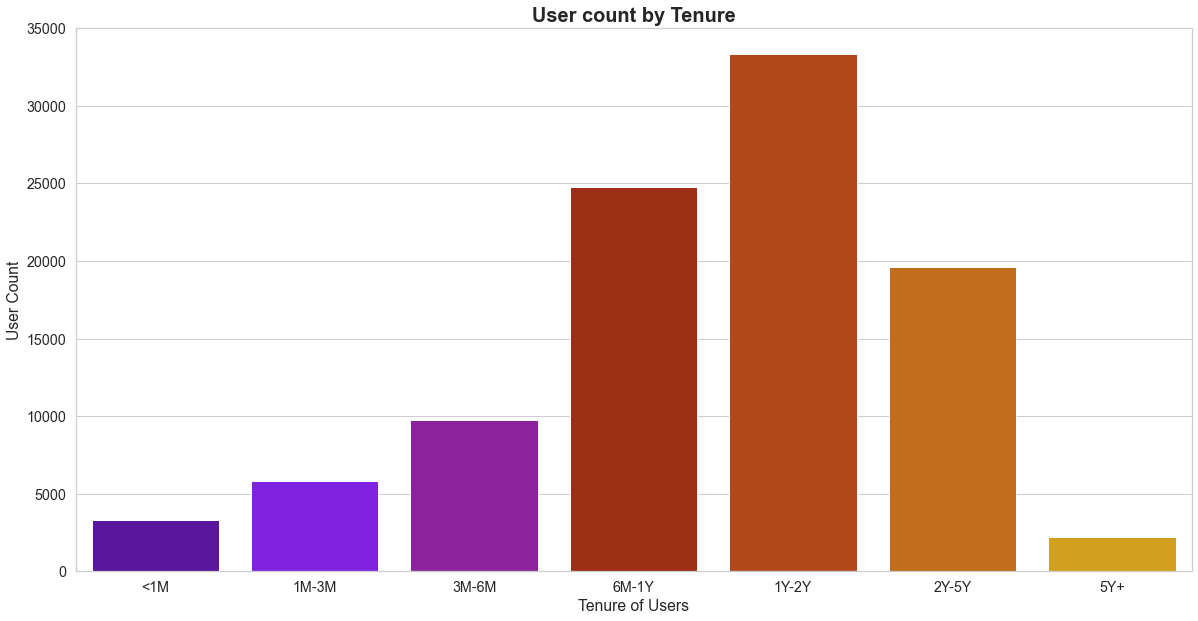 User count by Tenure
35000
30000
25000
20000
15000
10000
5000
0
User Count
<1M 1M-3M 3M-6M 6M-1Y 1Y-2Y 2Y-5Y 5Y+
Tenure of Users